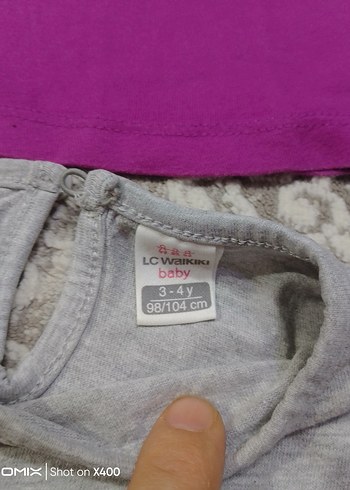 LC WAIKIKI
baby
3 - 4 y
98/104 cm
OMIX | Shot on X400